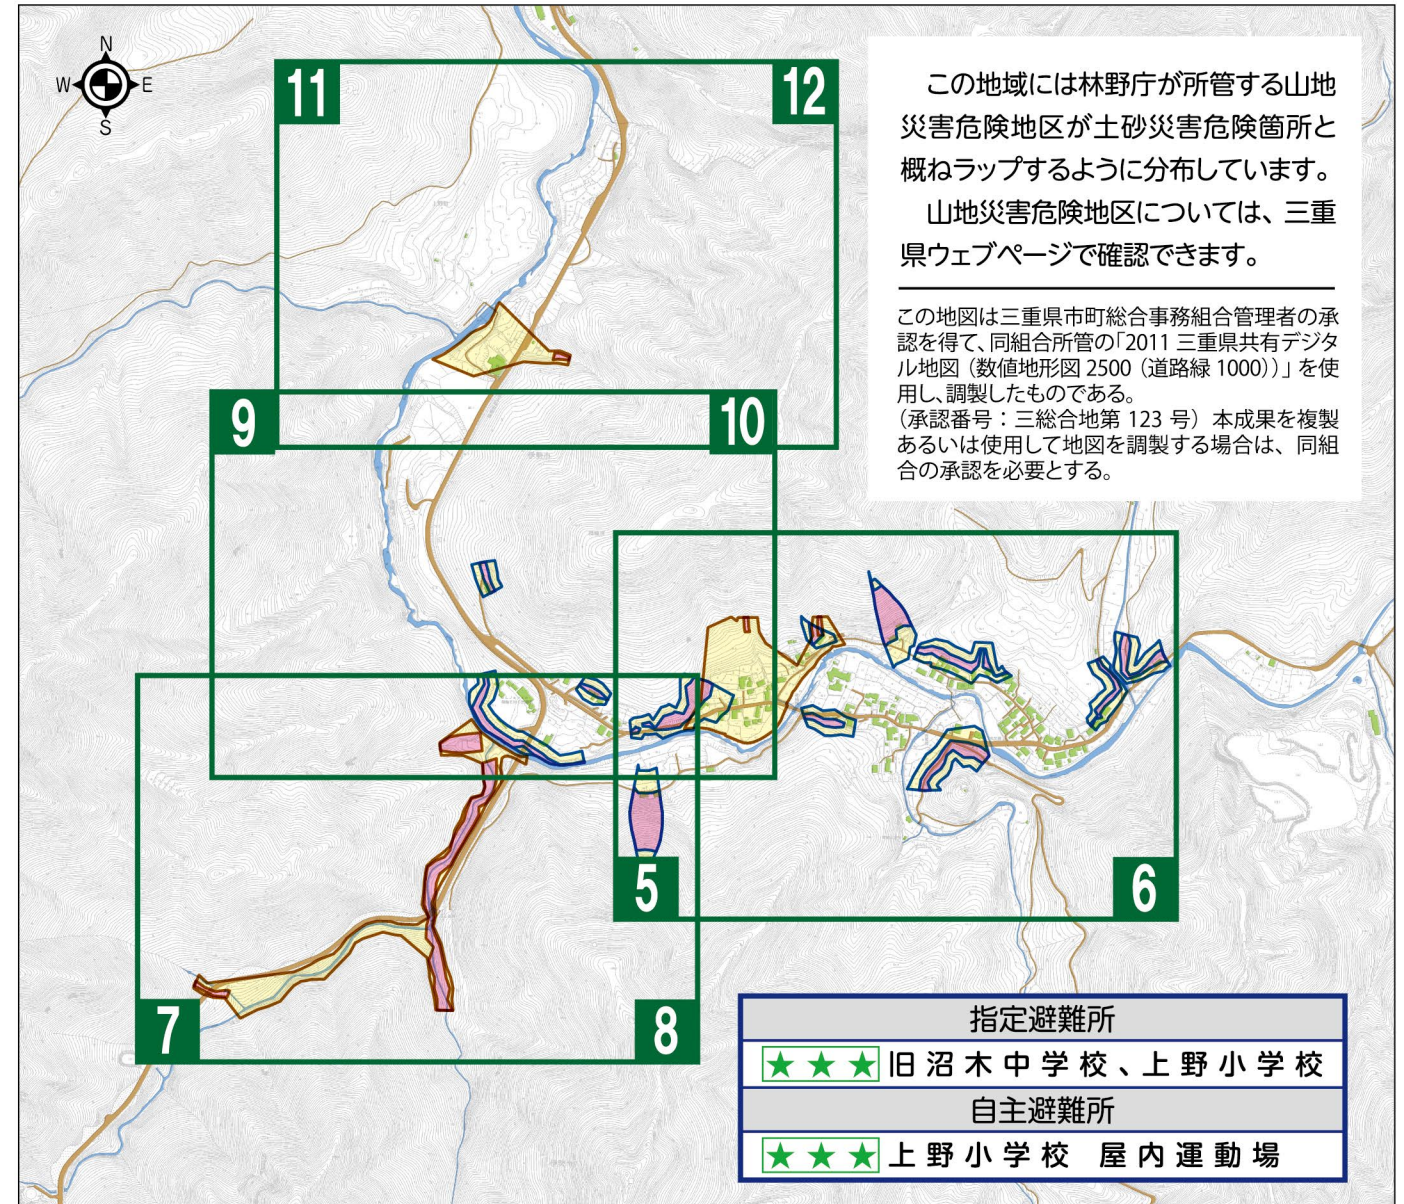 N
W E
S
11
12
この地域には林野庁が所管する山地
災害危険地区が土砂災害危険箇所と
概ねラップするように分布しています。
山地災害危険地区については、三重
県ウェブページで確認できます。
この地図は三重県市町総合事務組合管理者の承
認を得て、同組合所管の「2011 三重県共有デジタ
ル地図（数値地形図 2500（道路縁 1000））」を使
用し、調製したものである。
（承認番号：三総合地第 123 号）本成果を複製
あるいは使用して地図を調製する場合は、同組
合の承認を必要とする。
9
10
5
6
7
8
指定避難所
★★★旧沼木中学校、上野小学校
自主避難所
★★★上野小学校 屋内運動場